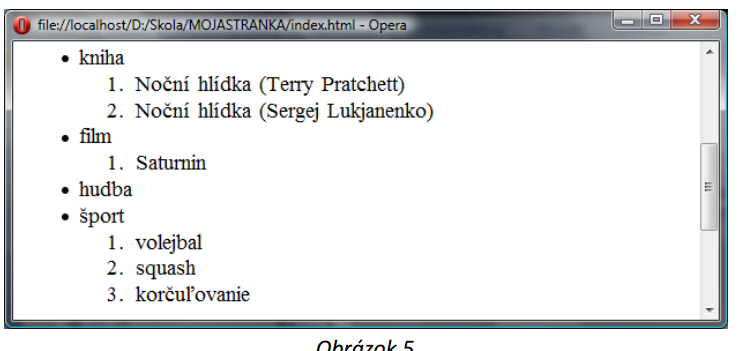 file://localhost/D:/Skola/MOJASTRANKA/index.html - Opera
• kniha
1. Noční hlídka (Terry Pratchett)
2. Noční hlídka (Sergej Lukjanenko)
• film
1. Saturnin
• hudba
• šport
1. volejbal
2. squash
3. korčuľovanie
Obrázok 5